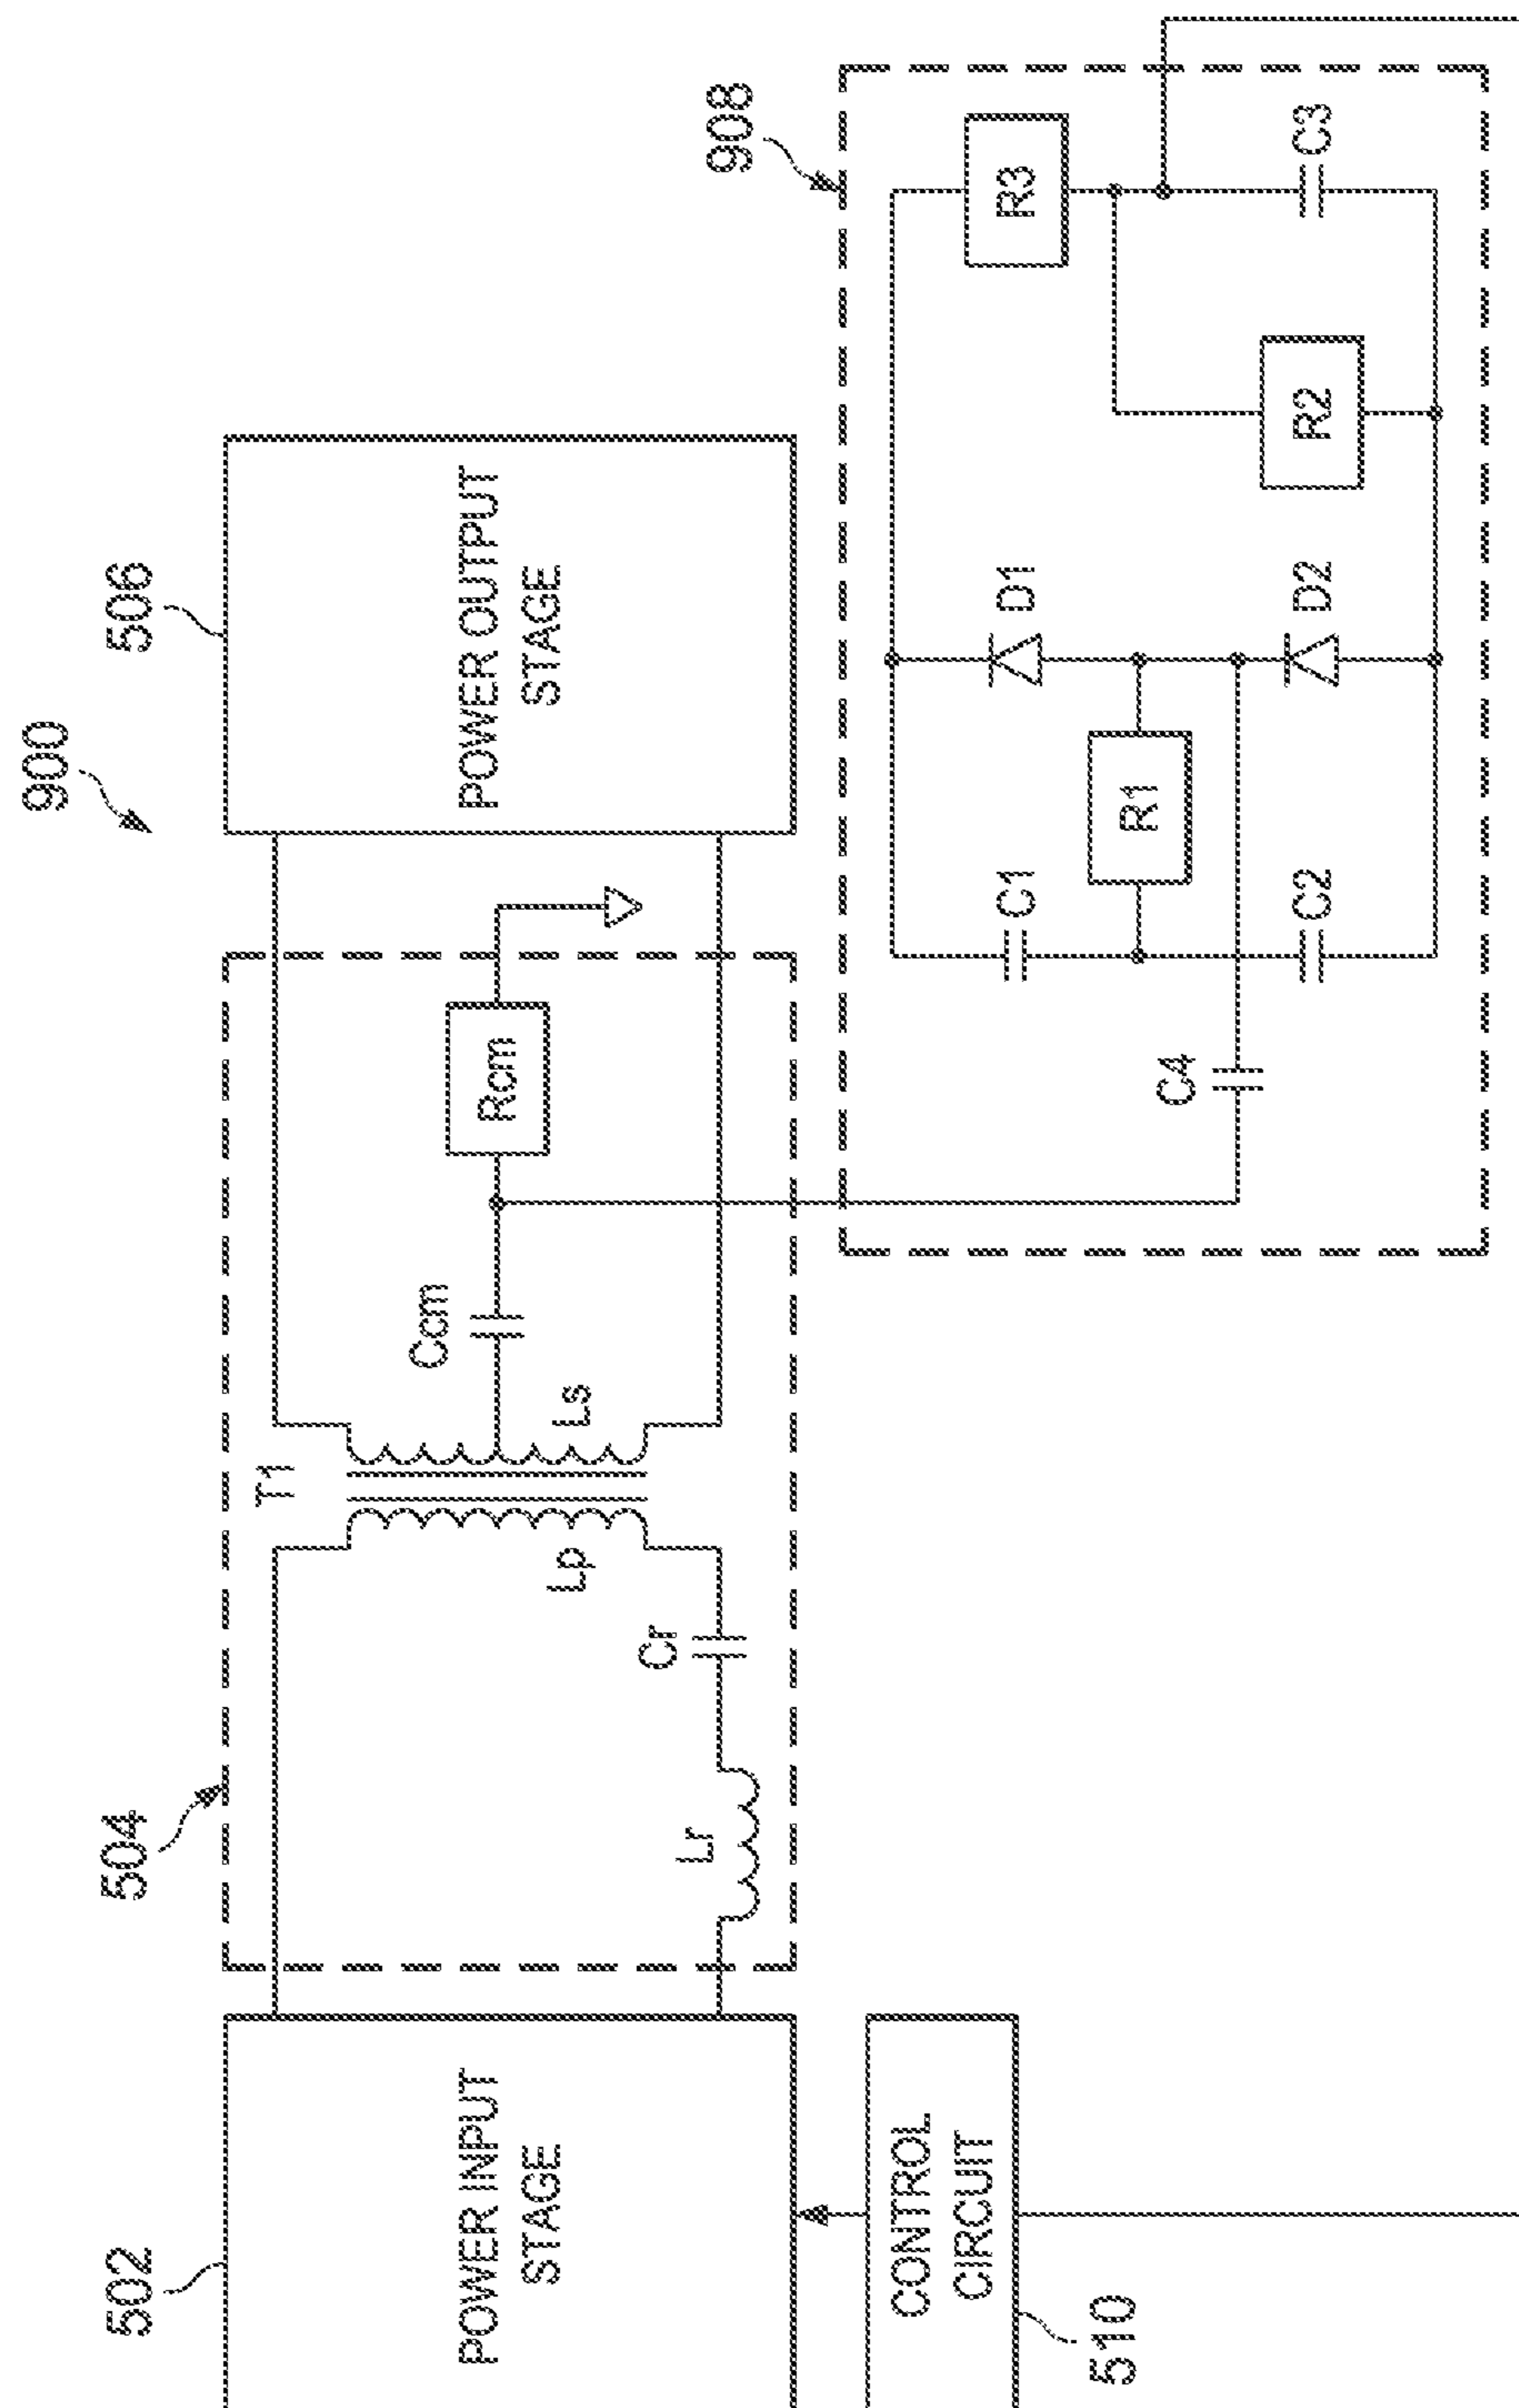 900
502
504
506
POWER INPUT
STAGE
T1
Lp
Ls
Lr
Cr
Ccm
Rcm
POWER OUTPUT
STAGE
908
CONTROL
CIRCUIT
510
C4
C1
R1
C2
D1
D2
R2
R3
C3